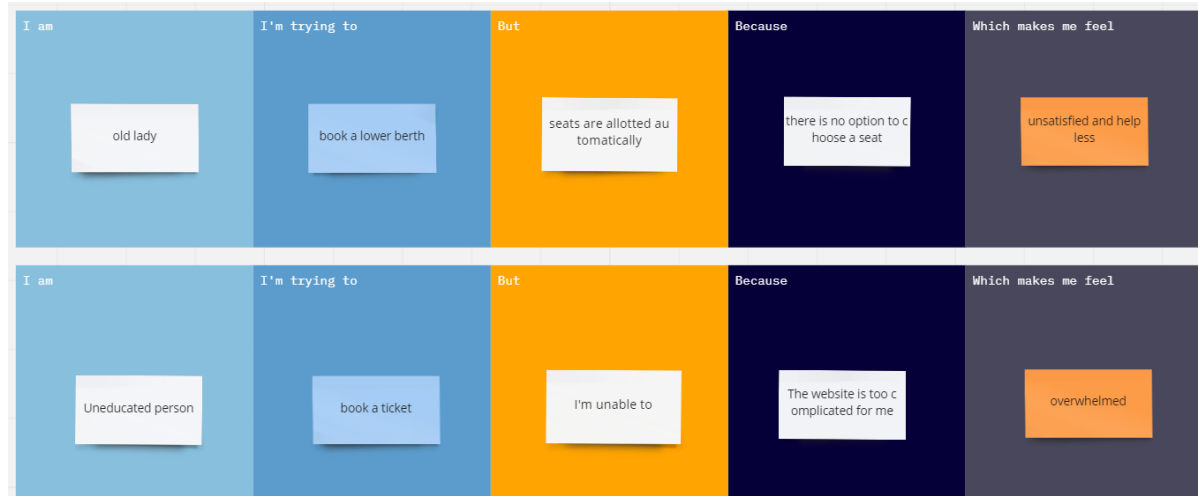 I am
I'm trying to
But
Because
Which makes me feel
old lady
book a lower berth
seats are allotted au
tomatically
there is no option to c
hoose a seat
unsatisfied and help
less
I am
I'm trying to
But
Because
Which makes me feel
Uneducated person
book a ticket
I'm unable to
The website is too c
omplicated for me
overwhelmed